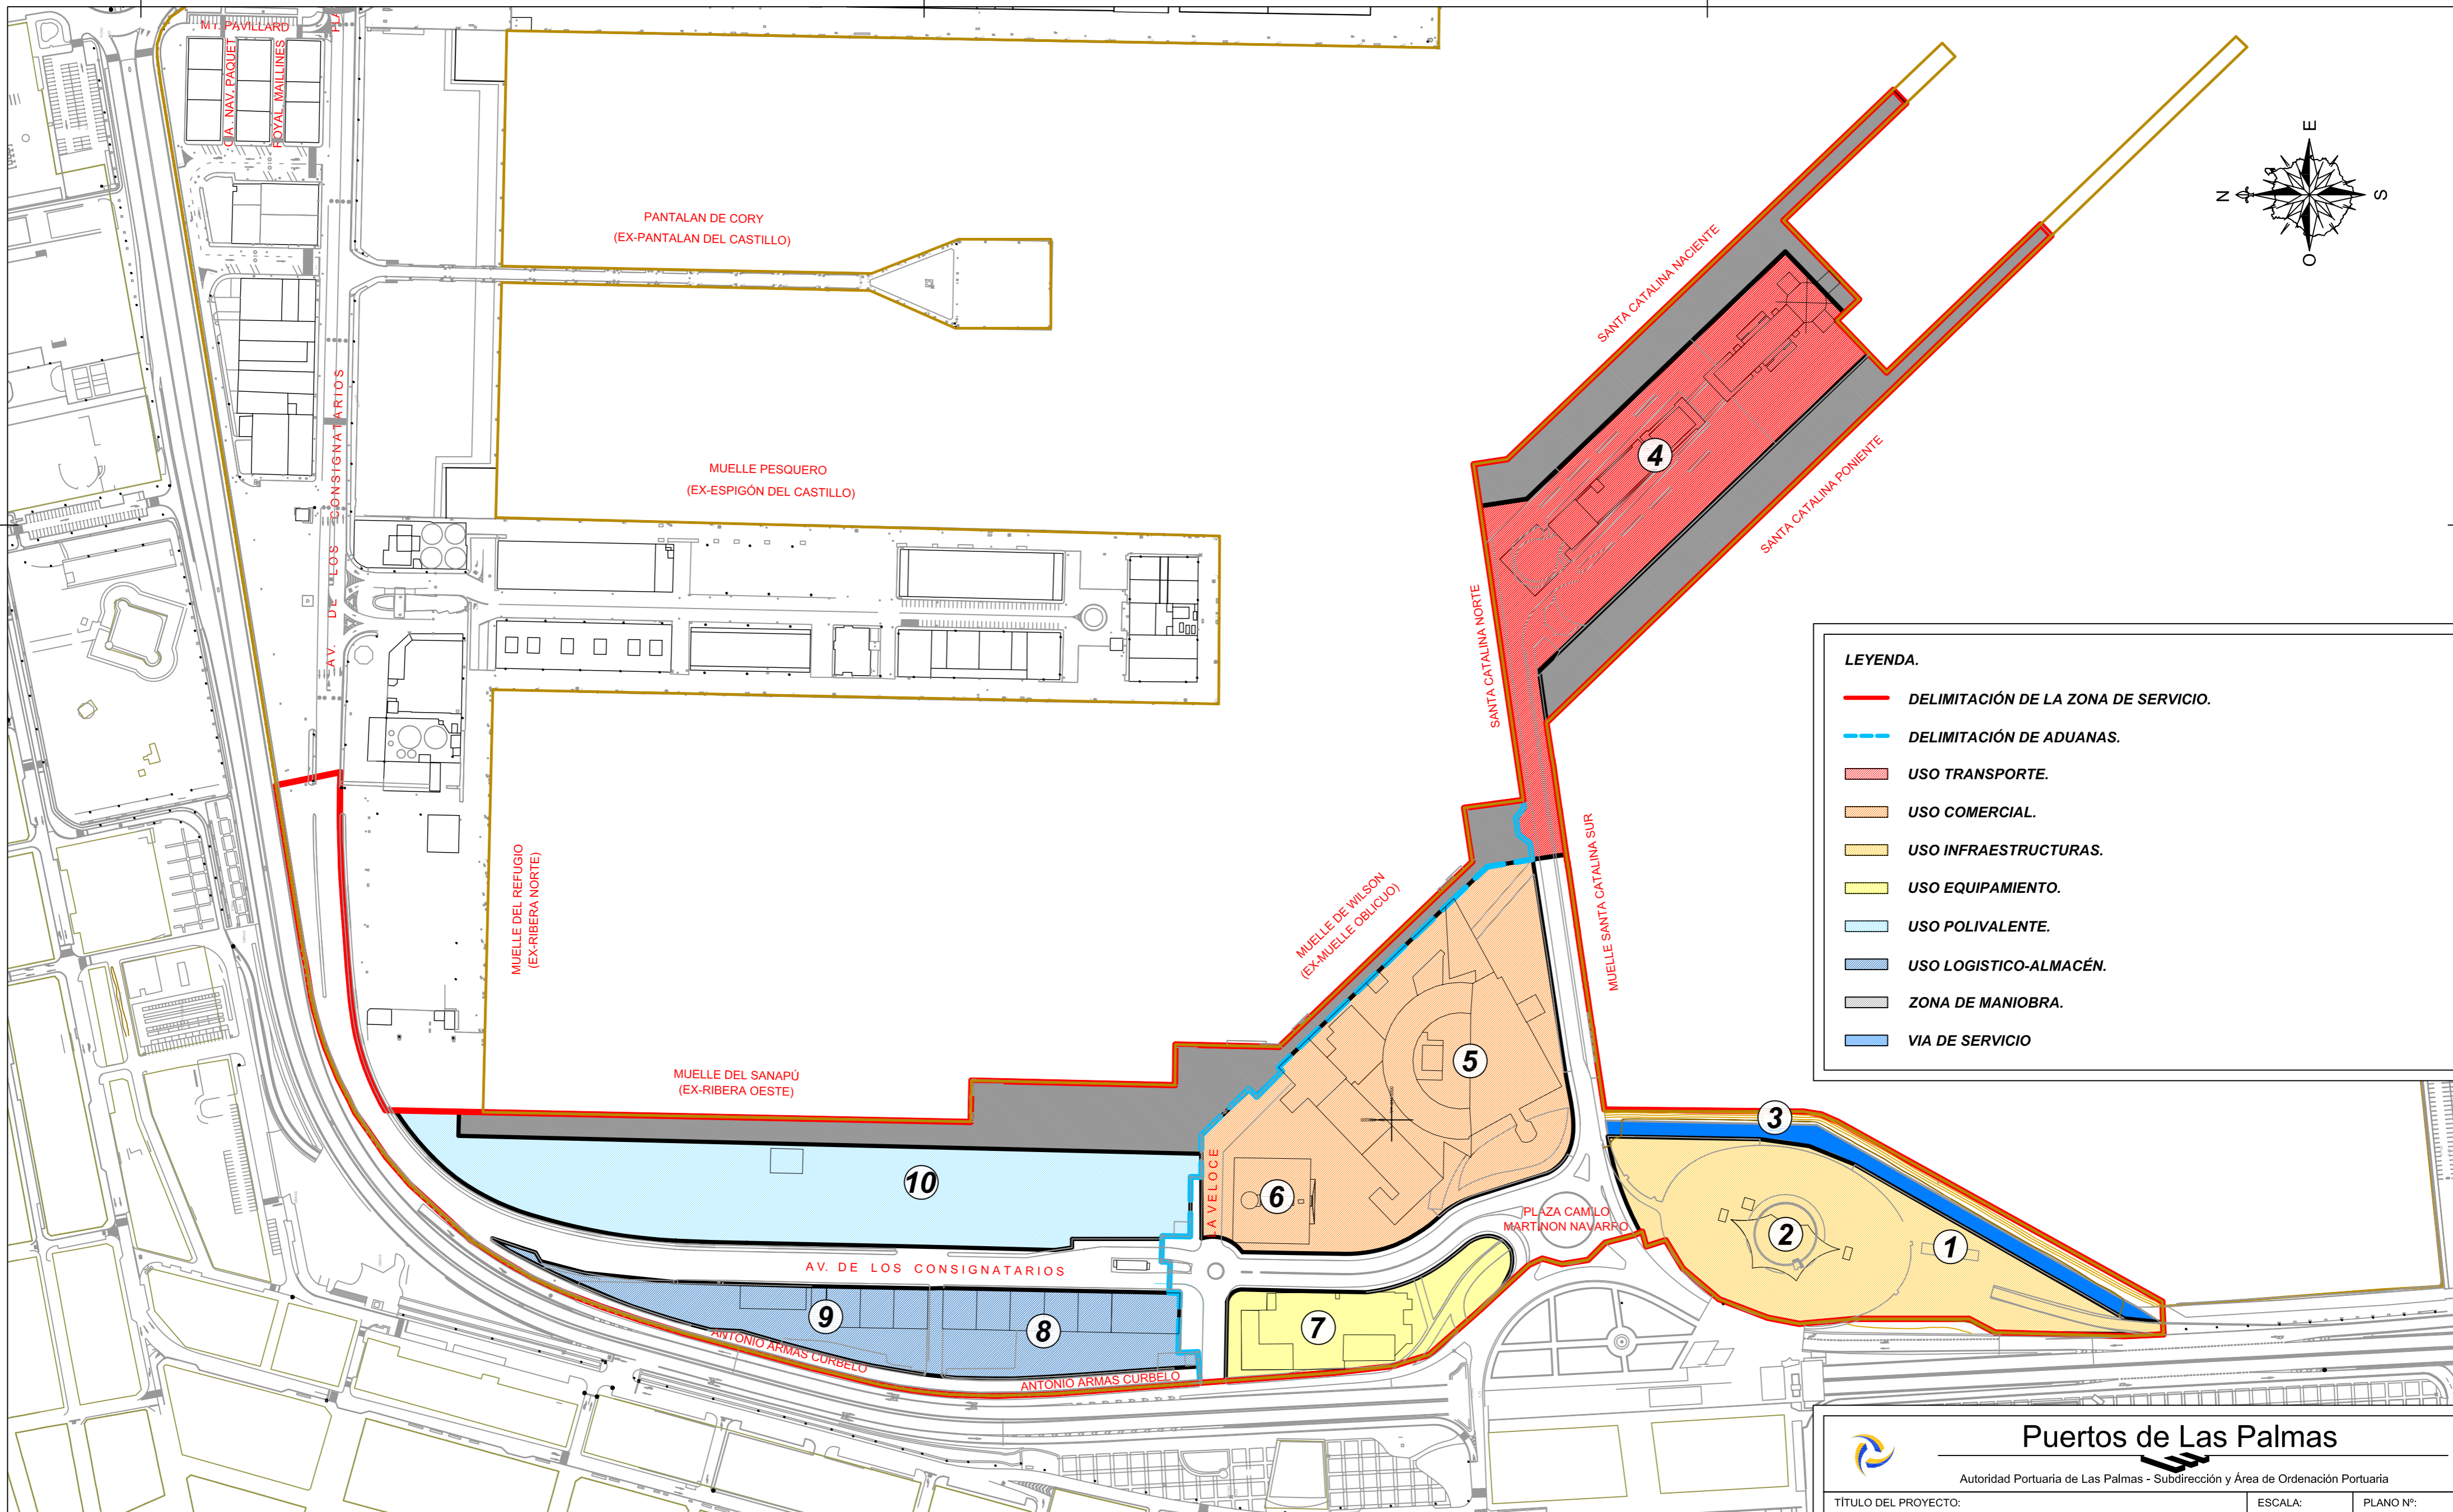 MT. PAVILLARD
CIA. NAV. PAQUET
ROYAL MAILLINES
AV. DE LOS CONSIGNATARIOS
PANTALAN DE CORY
(EX-PANTALAN DEL CASTILLO)
MUELLE PESQUERO
(EX-ESPIGÓN DEL CASTILLO)
SANTA CATALINA NACIENTE
SANTA CATALINA PONIENTE
SANTA CATALINA NORTE
MUELLE SANTA CATALINA SUR
MUELLE DEL REFUGIO
(EX-RIBERA NORTE)
MUELLE DE WILSON
(EX-MUELLE OBLICUO)
MUELLE DEL SANAPÚ
(EX-RIBERA OESTE)
LA VELOCE
PLAZA CAMILO
MARTINON NAVARRO
AV. DE LOS CONSIGNATARIOS
ANTONIO ARMAS CURBELO
ANTONIO ARMAS CURBELO
4
5
3
10
6
2
1
9
8
7
E
N
S
O
LEYENDA.
DELIMITACIÓN DE LA ZONA DE SERVICIO.
DELIMITACIÓN DE ADUANAS.
USO TRANSPORTE.
USO COMERCIAL.
USO INFRAESTRUCTURAS.
USO EQUIPAMIENTO.
USO POLIVALENTE.
USO LOGISTICO-ALMACÉN.
ZONA DE MANIOBRA.
VIA DE SERVICIO
Puertos de Las Palmas
Autoridad Portuaria de Las Palmas - Subdirección y Área de Ordenación Portuaria
TÍTULO DEL PROYECTO:
ESCALA:
PLANO Nº: